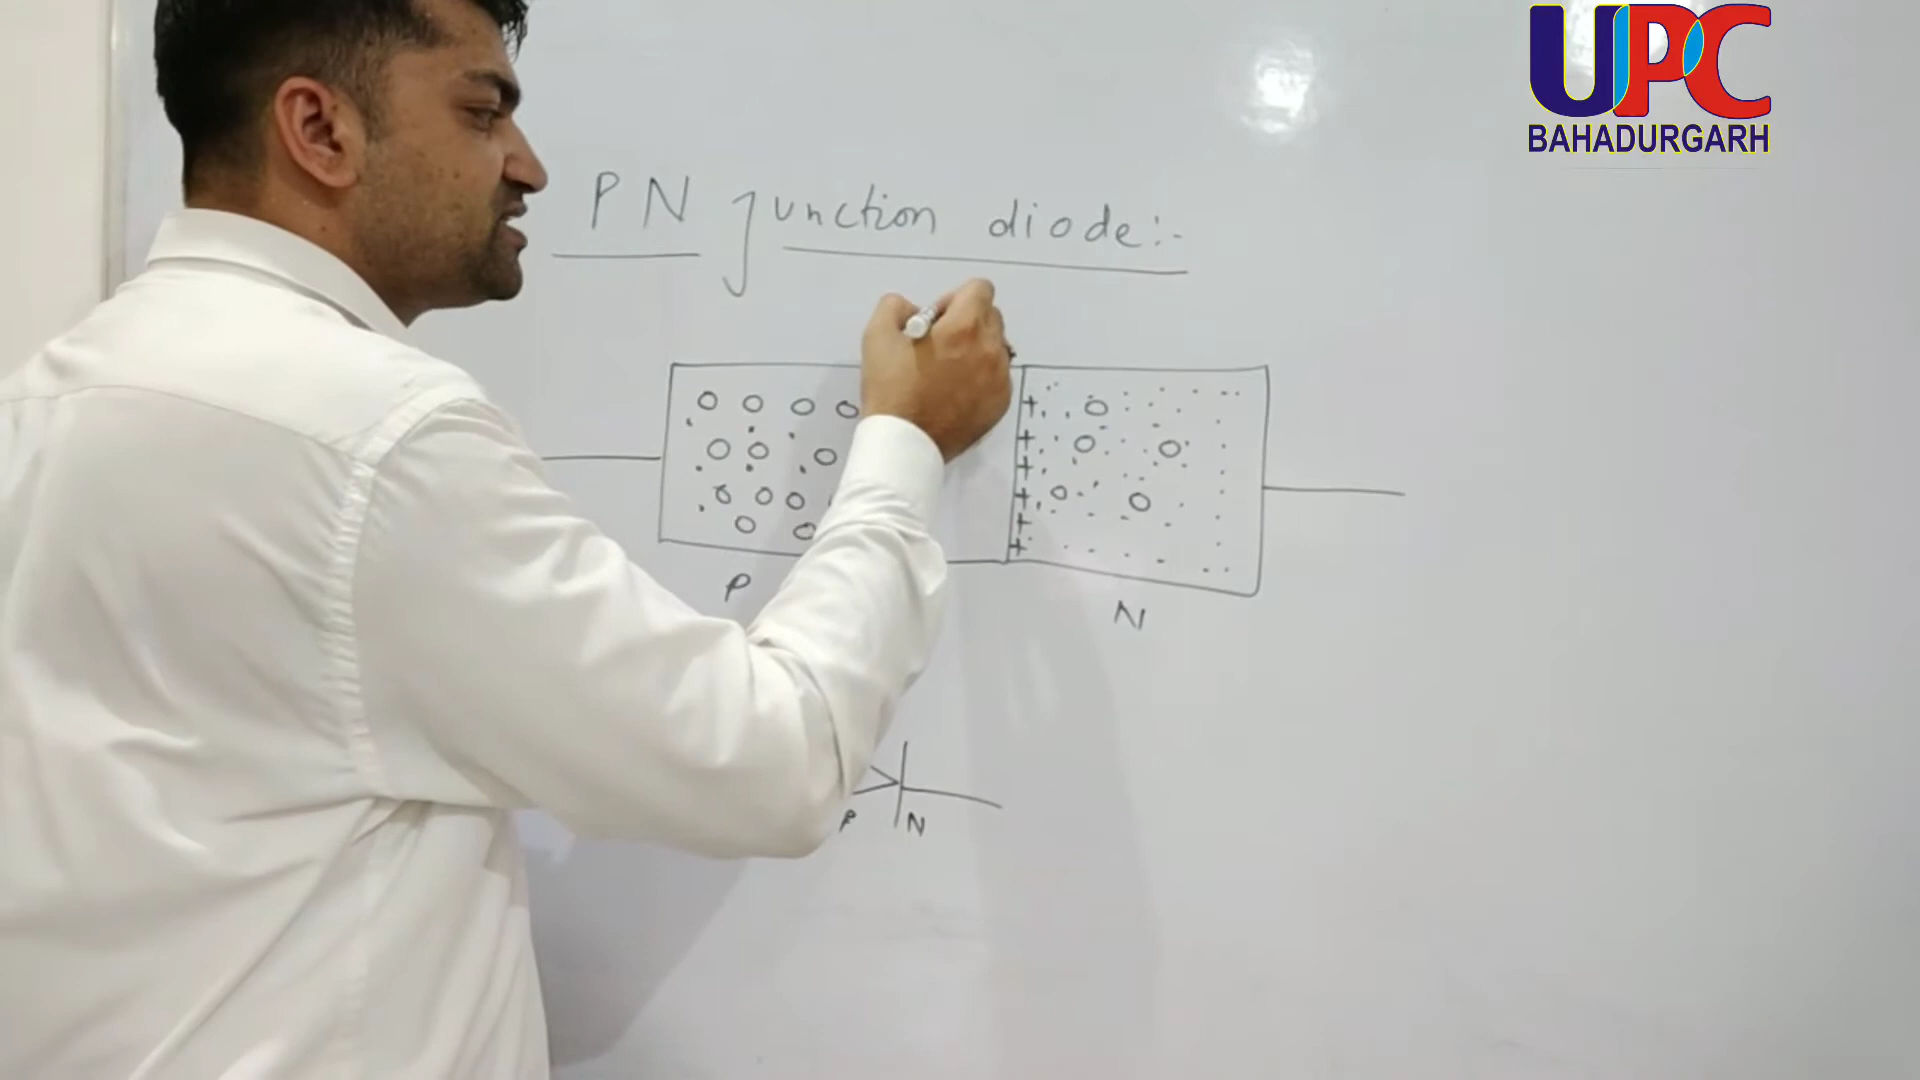 UPC
BAHADURGARH
PN Junction diode:-
+
+
+
+
+
+
P
N
P N